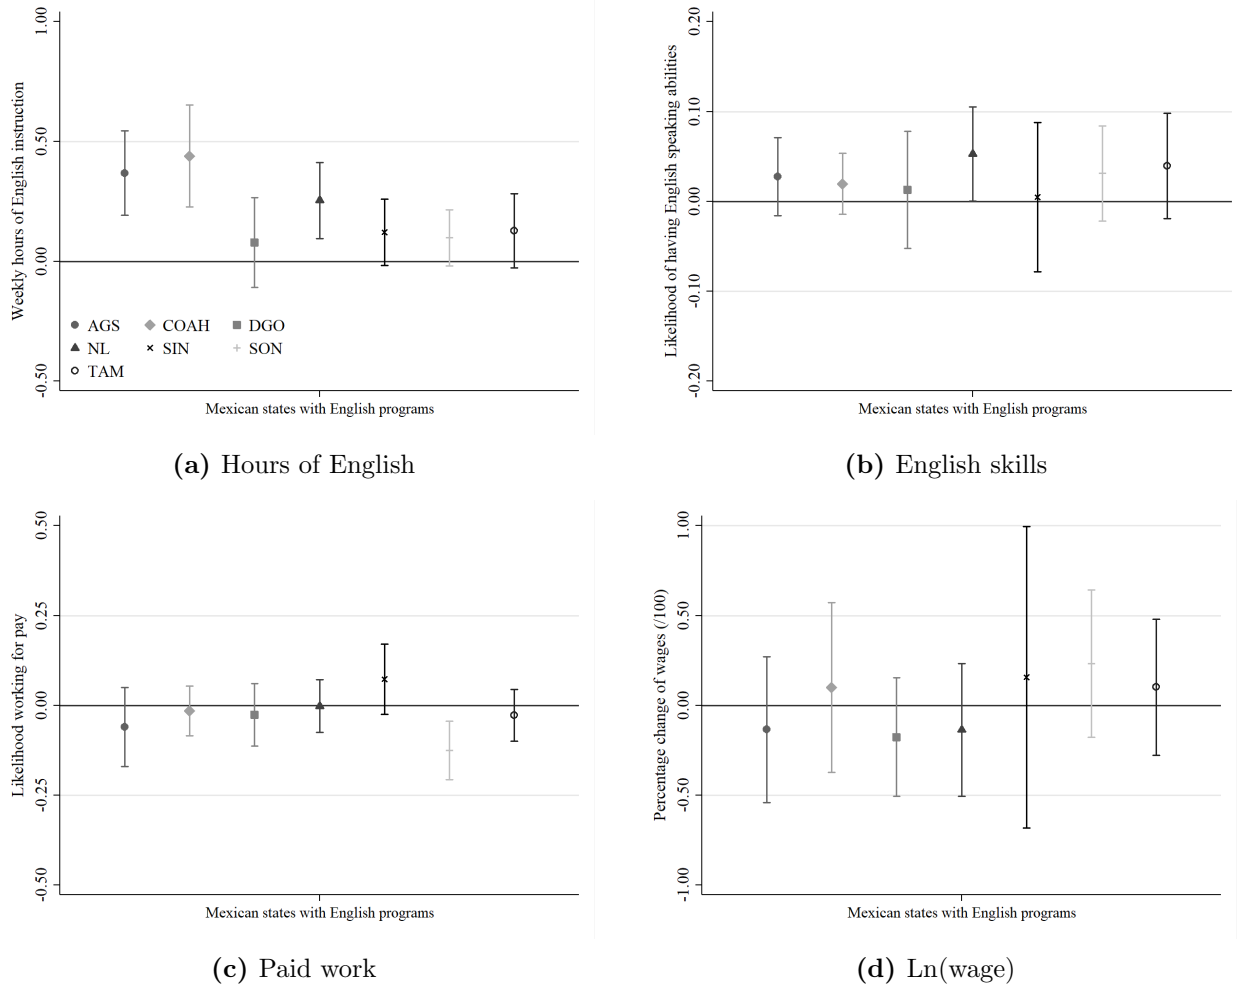 Weekly hours of English instruction
1.00
0.50
0.00
-0.50
AGS COAH DGO
NL SIN SON
TAM
Mexican states with English programs
(a) Hours of English
Likelihood of having English speaking abilities
0.20
0.10
0.00
-0.10
-0.20
Mexican states with English programs
(b) English skills
Likelihood working for pay
0.50
0.25
0.00
-0.25
-0.50
Mexican states with English programs
(c) Paid work
Percentage change of wages (/100)
1.00
0.50
0.00
-0.50
-1.00
Mexican states with English programs
(d) Ln(wage)